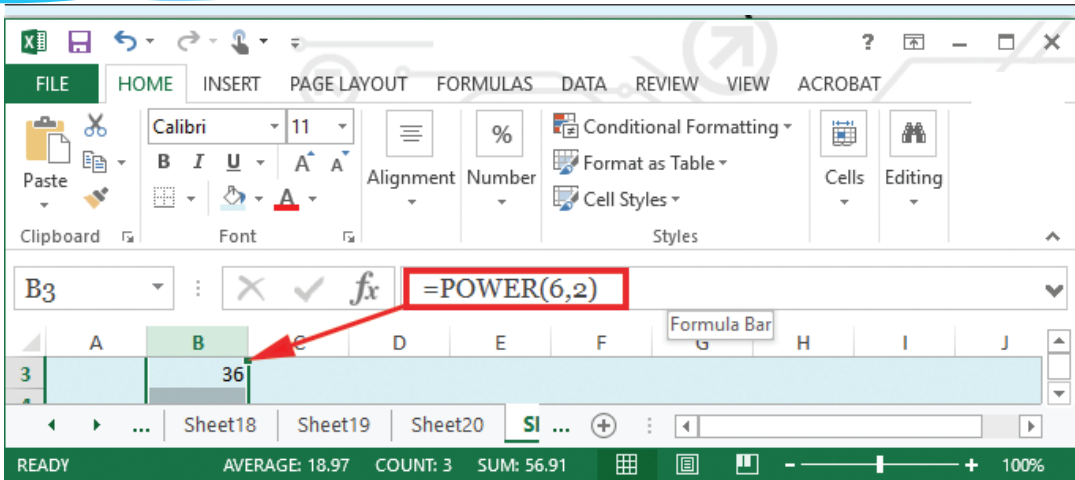 ?
FILE HOME INSERT PAGE LAYOUT FORMULAS DATA REVIEW VIEW ACROBAT
Calibri 11 % Conditional Formatting
Paste B I U A A Alignment Number Format as Table Cells Editing
A Cell Styles
Clipboard Font Styles
B3 fx =POWER(6,2)
Formula Bar
A B C D E F G H I J
3 36
4
... Sheet18 Sheet19 Sheet20 ...
READY AVERAGE: 18.97 COUNT: 3 SUM: 56.91 - + 100%